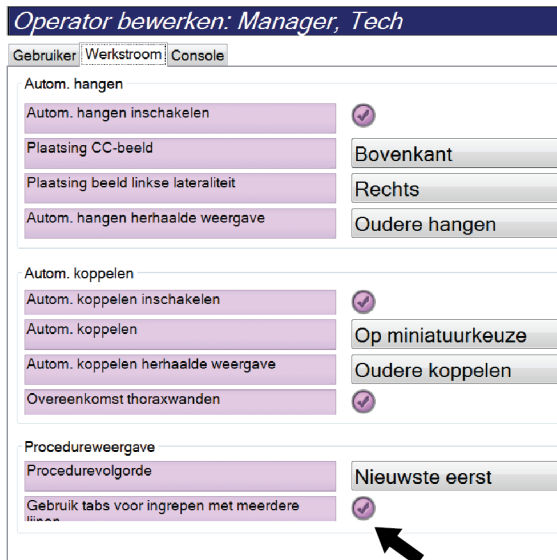 Operator bewerken: Manager, Tech
Gebruiker Werkstroom Console
Autom. hangen
Autom. hangen inschakelen
Plaatsing CC-beeld Bovenkant
Plaatsing beeld linkse lateraliteit Rechts
Autom. hangen herhaalde weergave Oudere hangen
Autom. koppelen
Autom. koppelen inschakelen
Autom. koppelen Op miniatuurkeuze
Autom. koppelen herhaalde weergave Oudere koppelen
Overeenkomst thoraxwanden
Procedureweergave
Procedurevolgorde Nieuwste eerst
Gebruik tabs voor ingrepen met meerdere